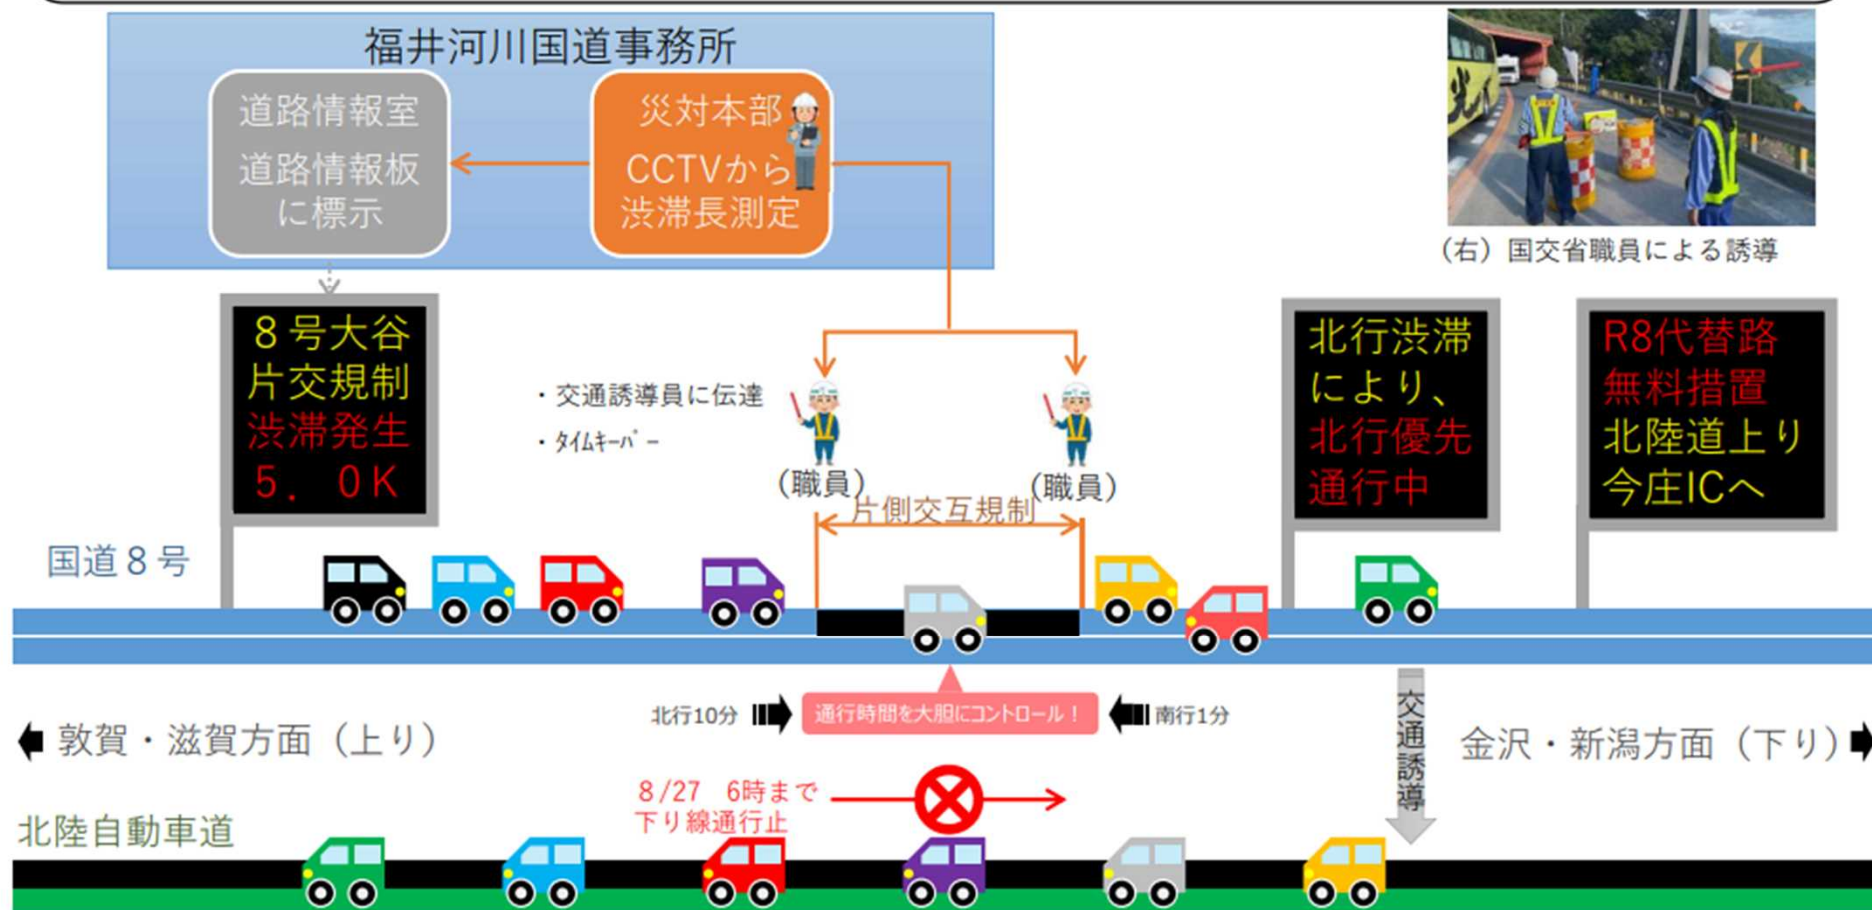 福井河川国道事務所
道路情報室
道路情報板
に標示
災対本部
CCTVから
渋滞長測定
(右)国交省職員による誘導
8号大谷
片交規制
渋滞発生
5.0K
・交通誘導員に伝達
・ﾀｲﾑｷｰﾊﾟｰ
(職員)
(職員)
片側交互規制
北行渋滞
により、
北行優先
通行中
R8代替路
無料措置
北陸道上り
今庄ICへ
国道8号
北行10分
通行時間を大胆にｺﾝﾄﾛｰﾙ!
南行1分
敦賀・滋賀方面(上り)
交通誘導
金沢・新潟方面(下り)
8/27 6時まで
下り線通行止
北陸自動車道